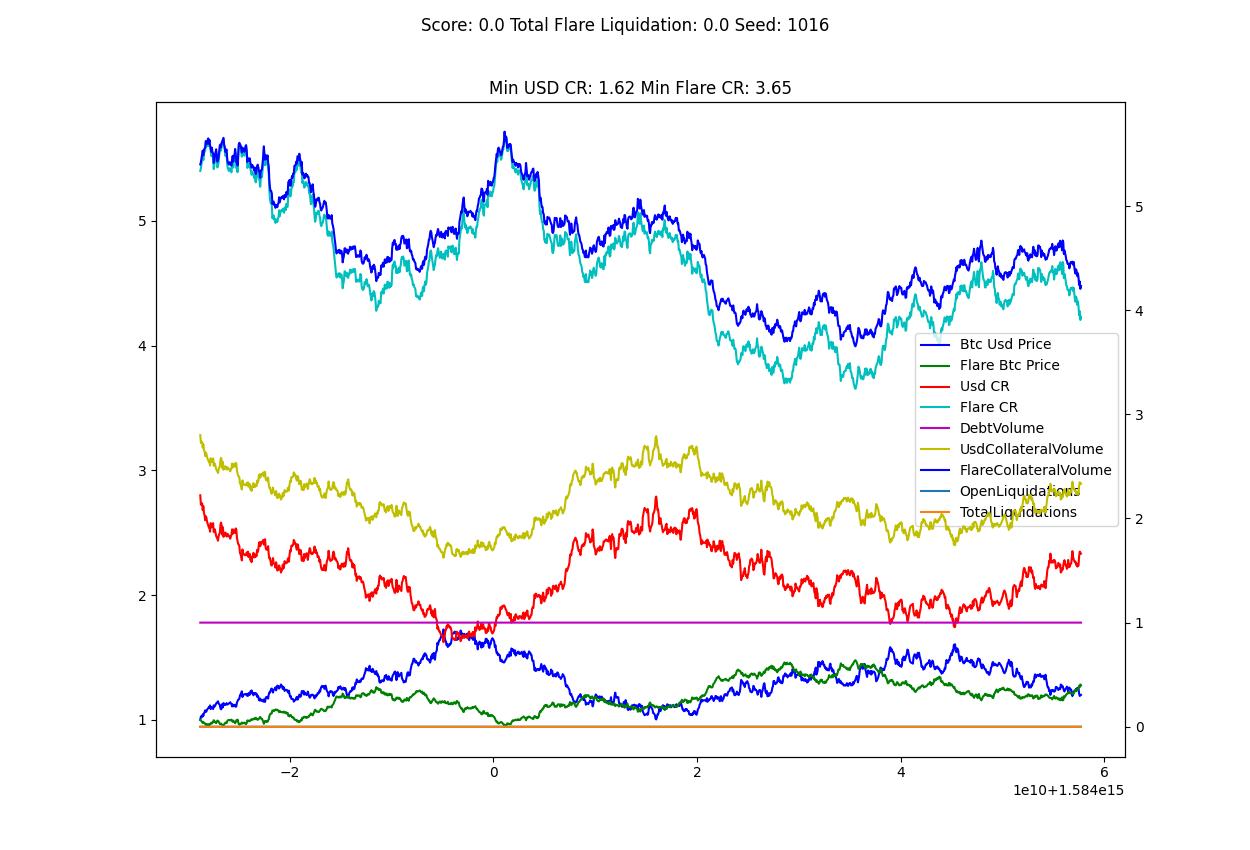 Score: 0.0 Total Flare Liquidation: 0.0 Seed: 1016
Min USD CR: 1.62 Min Flare CR: 3.65
5
4
3
2
1
5
4
3
2
1
0
Btc Usd Price
Flare Btc Price
Usd CR
Flare CR
DebtVolume
UsdCollateralVolume
FlareCollateralVolume
OpenLiquidations
TotalLiquidations
−2
0
2
4
6
1e10+1.584e15